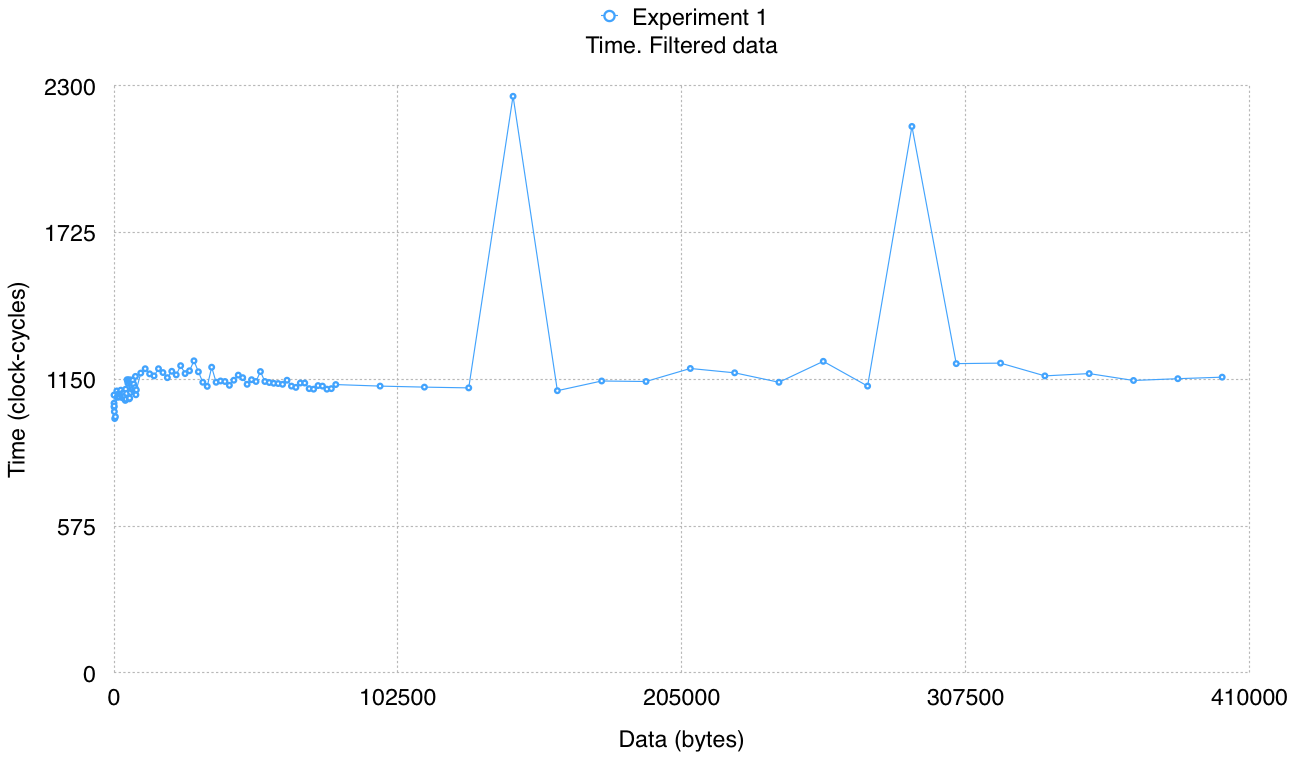 Experiment 1
Time. Filtered data
2300
1725
1150
575
0
Time (clock-cycles)
0 102500 205000 307500 410000
Data (bytes)